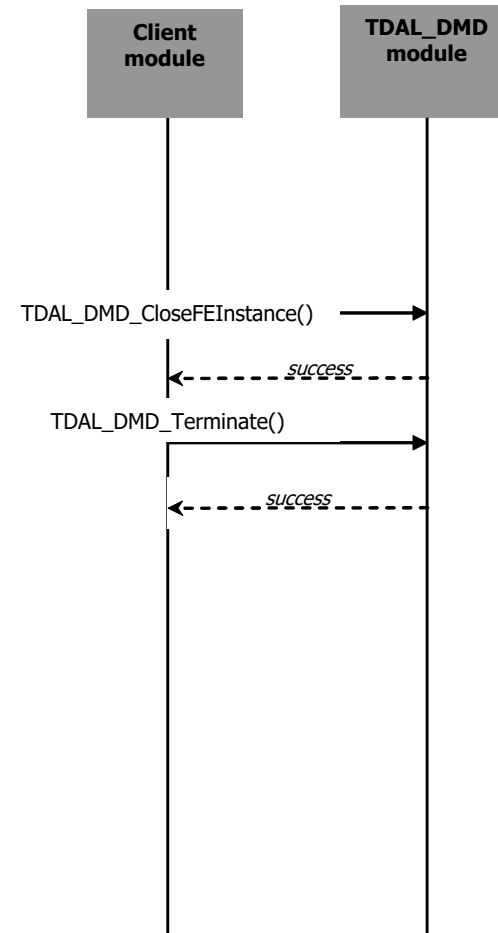 Client
module
TDAL_DMD
module
TDAL_DMD_CloseFEInstance()
success
TDAL_DMD_Terminate()
success